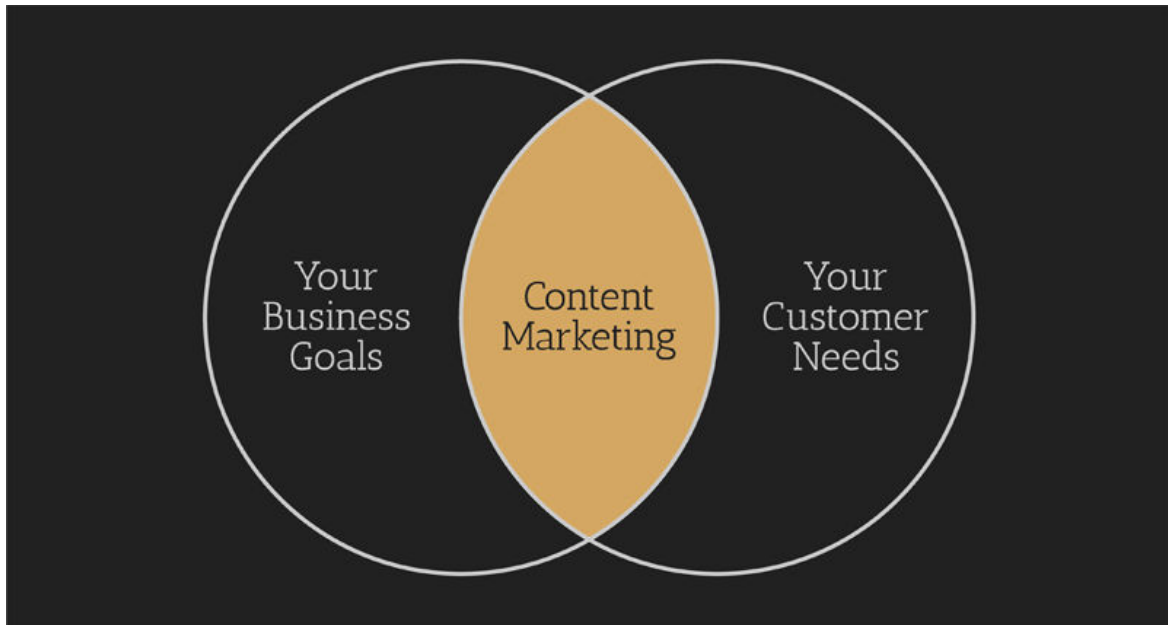 Your
Business
Goals
Content
Marketing
Your
Customer
Needs